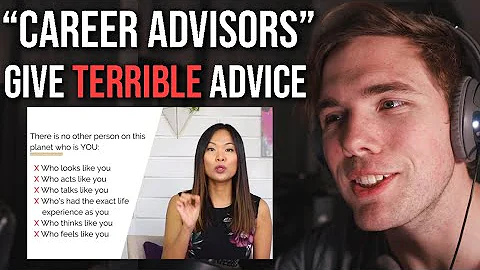 “CAREER ADVISORS”
GIVE TERRIBLE ADVICE
There is no other person on this
planet who is YOU:
X Who looks like you
X Who acts like you
X Who talks like you
X Who's had the exact life
experience as you
X Who thinks like you
X Who feels like you